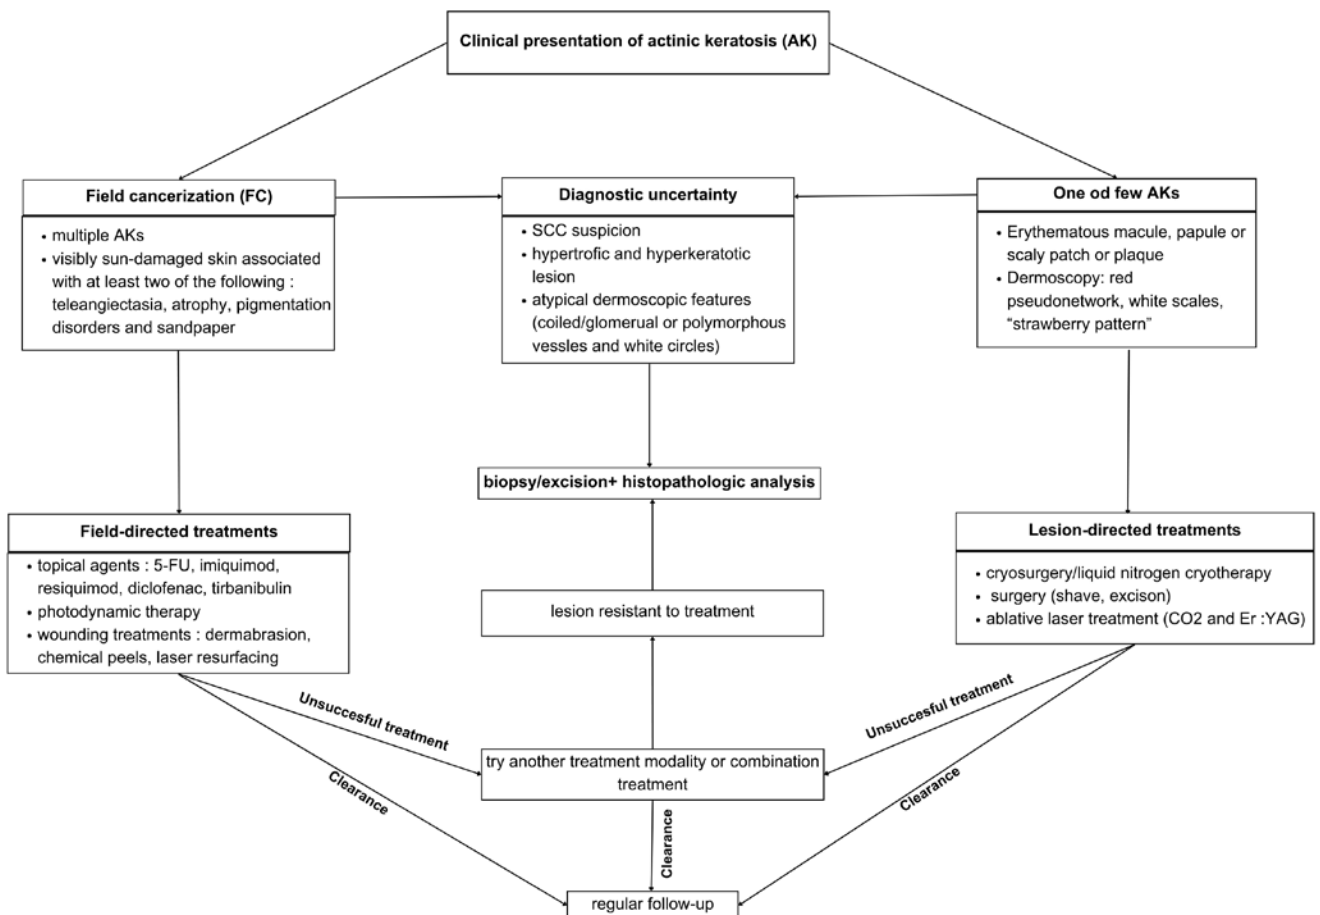 Clinical presentation of actinic keratosis (AK)
Field cancerization (FC)
• multiple AKs
• visibly sun-damaged skin associated
with at least two of the following :
teleangiectasia, atrophy, pigmentation
disorders and sandpaper
Diagnostic uncertainty
• SCC suspicion
• hypertrofic and hyperkeratotic
lesion
• atypical dermoscopic features
(coiled/glomerual or polymorphous
vessles and white circles)
One od few AKs
• Erythematous macule, papule or
scaly patch or plaque
• Dermoscopy: red
pseudonetwork, white scales,
“strawberry pattern”
biopsy/excision+ histopathologic analysis
Field-directed treatments
• topical agents : 5-FU, imiquimod,
resiquimod, diclofenac, tirbanibulin
• photodynamic therapy
• wounding treatments : dermabrasion,
chemical peels, laser resurfacing
lesion resistant to treatment
Lesion-directed treatments
• cryosurgery/liquid nitrogen cryotherapy
• surgery (shave, excison)
• ablative laser treatment (CO2 and Er :YAG)
Unsuccesful treatment
Clearance
try another treatment modality or combination
treatment
Unsuccesful treatment
Clearance
Clearance
regular follow-up